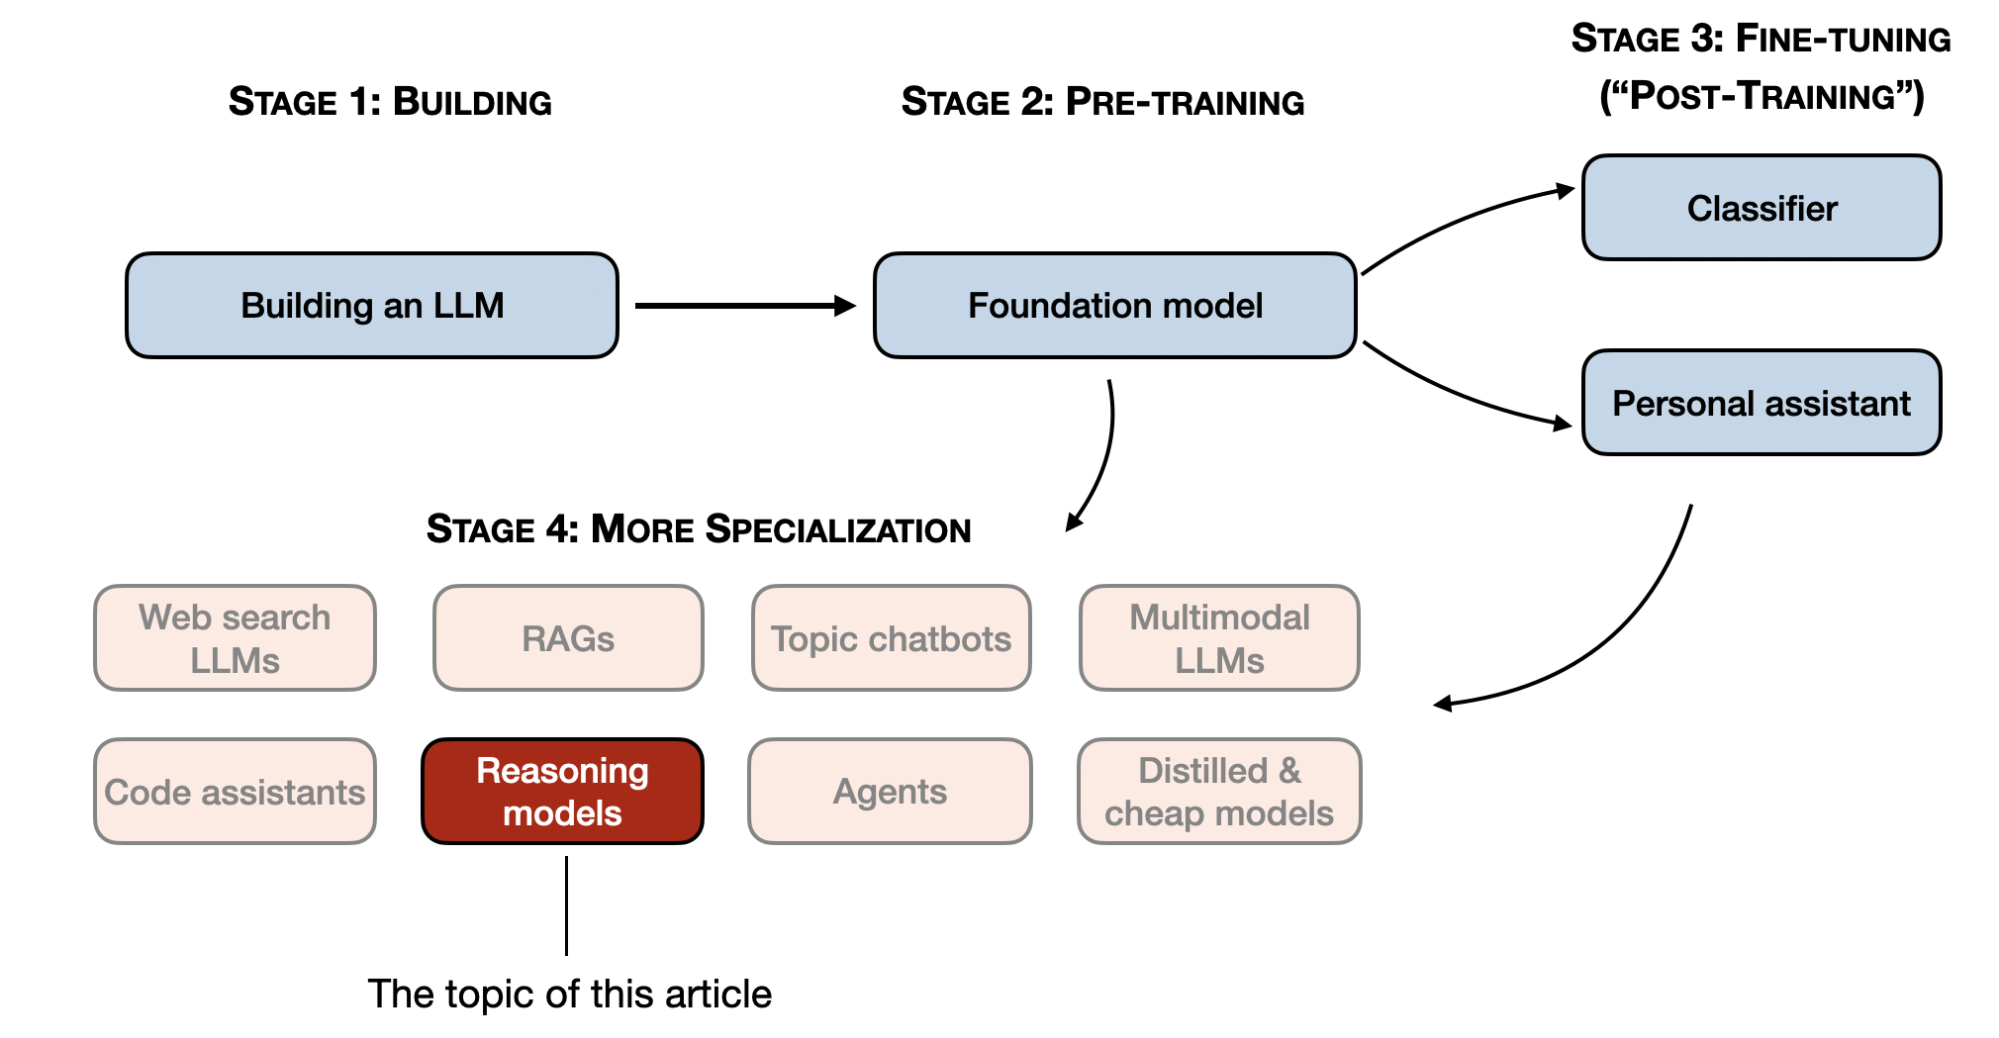 STAGE 3: FINE-TUNING
(“POST-TRAINING”)
STAGE 1: BUILDING
STAGE 2: PRE-TRAINING
Classifier
Building an LLM
Foundation model
Personal assistant
STAGE 4: MORE SPECIALIZATION
Web search
LLMs
RAGs
Topic chatbots
Multimodal
LLMs
Code assistants
Reasoning
models
Agents
Distilled &
cheap models
The topic of this article